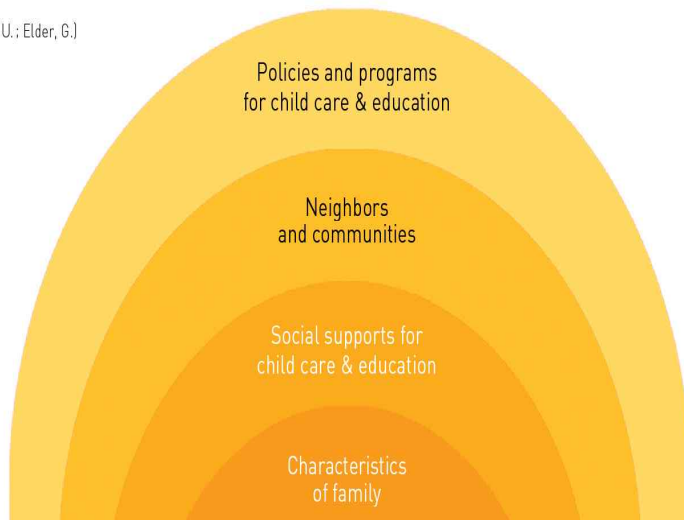 U.; Elder, G.)
Policies and programs
for child care & education
Neighbors
and communities
Social supports for
child care & education
Characteristics
of family